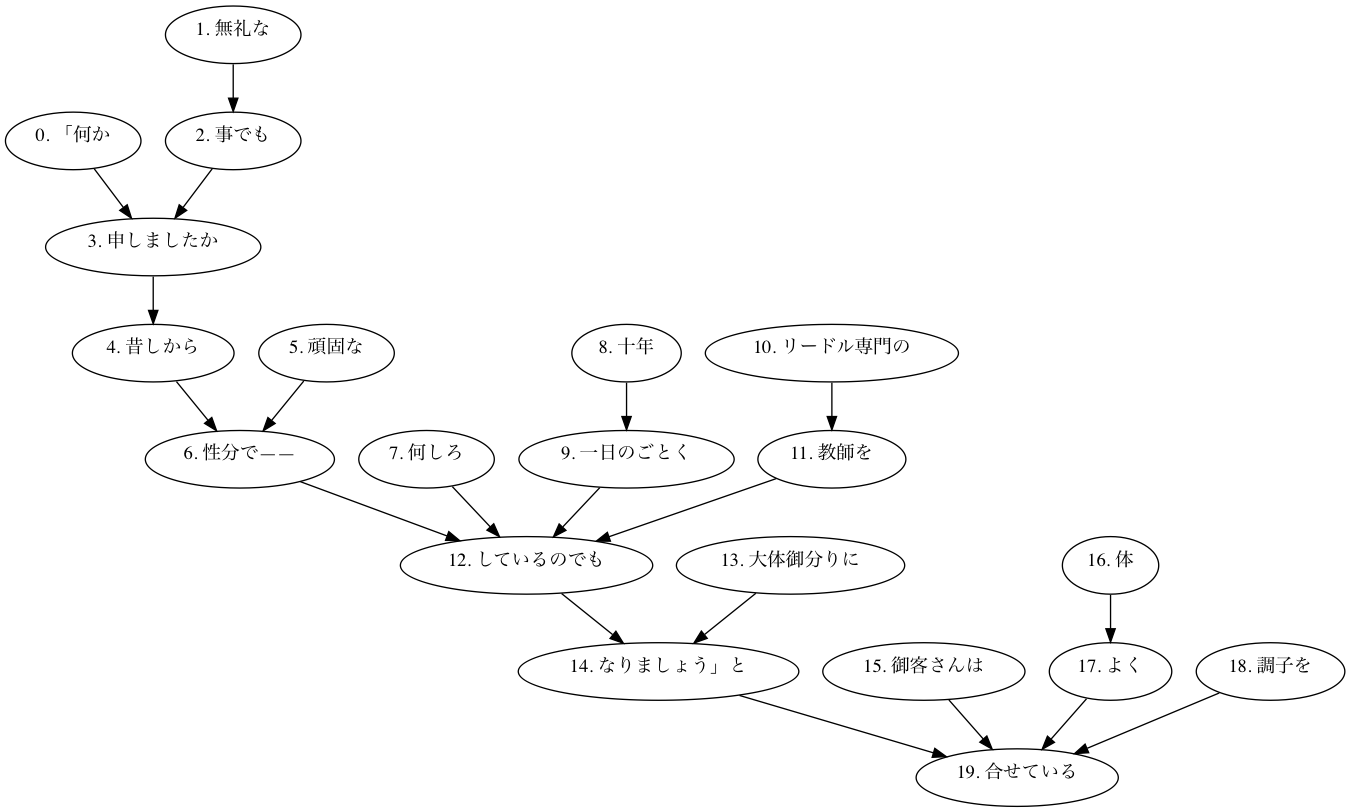 0. 「何か
1. 無礼な
2. 事でも
3. 申しましたか
4. 昔しから
5. 頑固な
6. 性分で——
7. 何しろ
8. 十年
9. 一日のごとく
10. リードル専門の
11. 教師を
12. しているのでも
13. 大体御分りに
14. なりましょう」と
15. 御客さんは
16. 体
17. よく
18. 調子を
19. 合せている